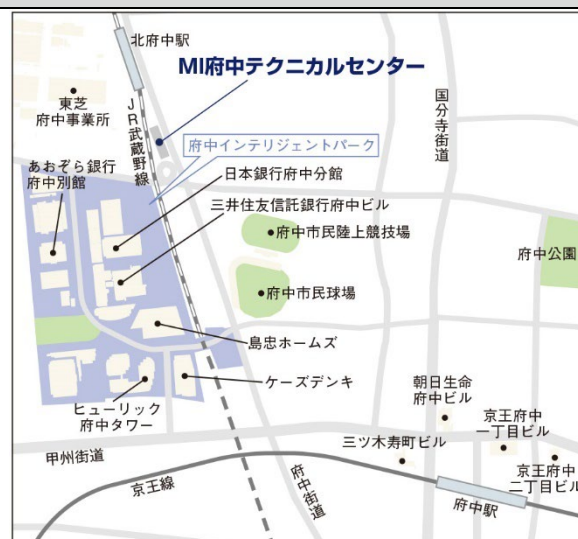 北府中駅
MI府中テクニカルセンター
東芝
府中事業所
JR武蔵野線
国分寺街道
府中インテリジェントパーク
あおぞら銀行
府中別館
日本銀行府中分館
三井住友信託銀行府中ビル
府中市民陸上競技場
府中公園
府中市民球場
島忠ホームズ
ケーズデンキ
ヒューリック
府中タワー
朝日生命
府中ビル
京王府中
一丁目ビル
三ツ木寿町ビル
甲州街道
京王線
府中街道
府中駅
京王府中
二丁目ビル